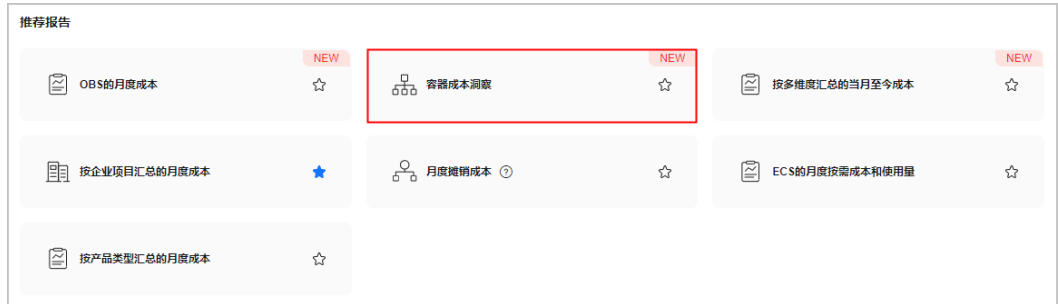 推荐报告
NEW
OBS的月度成本
NEW
容器成本洞察
NEW
按多维度汇总的当月至今成本
按企业项目汇总的月度成本
月度摊销成本 ?
ECS的月度按需成本和使用量
按产品类型汇总的月度成本